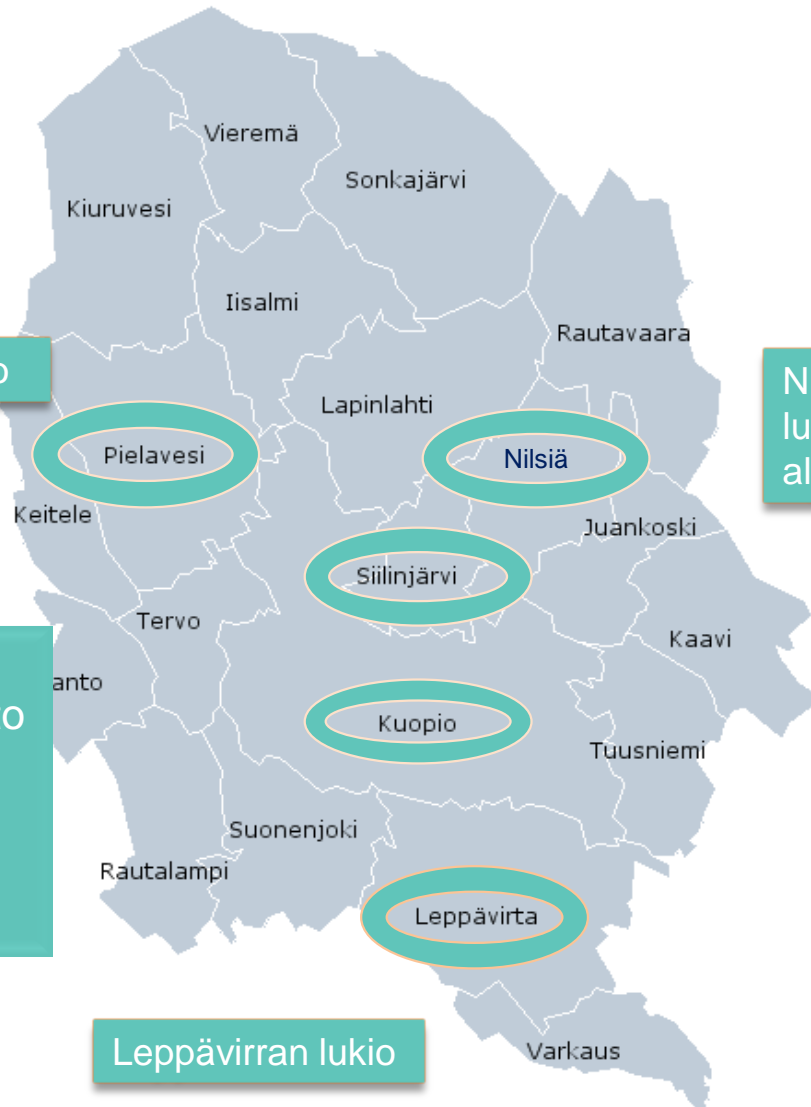 Vieremä
Sonkajärvi
Kiuruvesi
Iisalmi
Rautavaara
Lapinlahti
Pielavesi
Nilsiä
Keitele
Juankoski
Siilinjärvi
Tervo
Kaavi
Kuopio
Tuusniemi
Suonenjoki
Rautalampi
Leppävirta
Leppävirran lukio
Varkaus